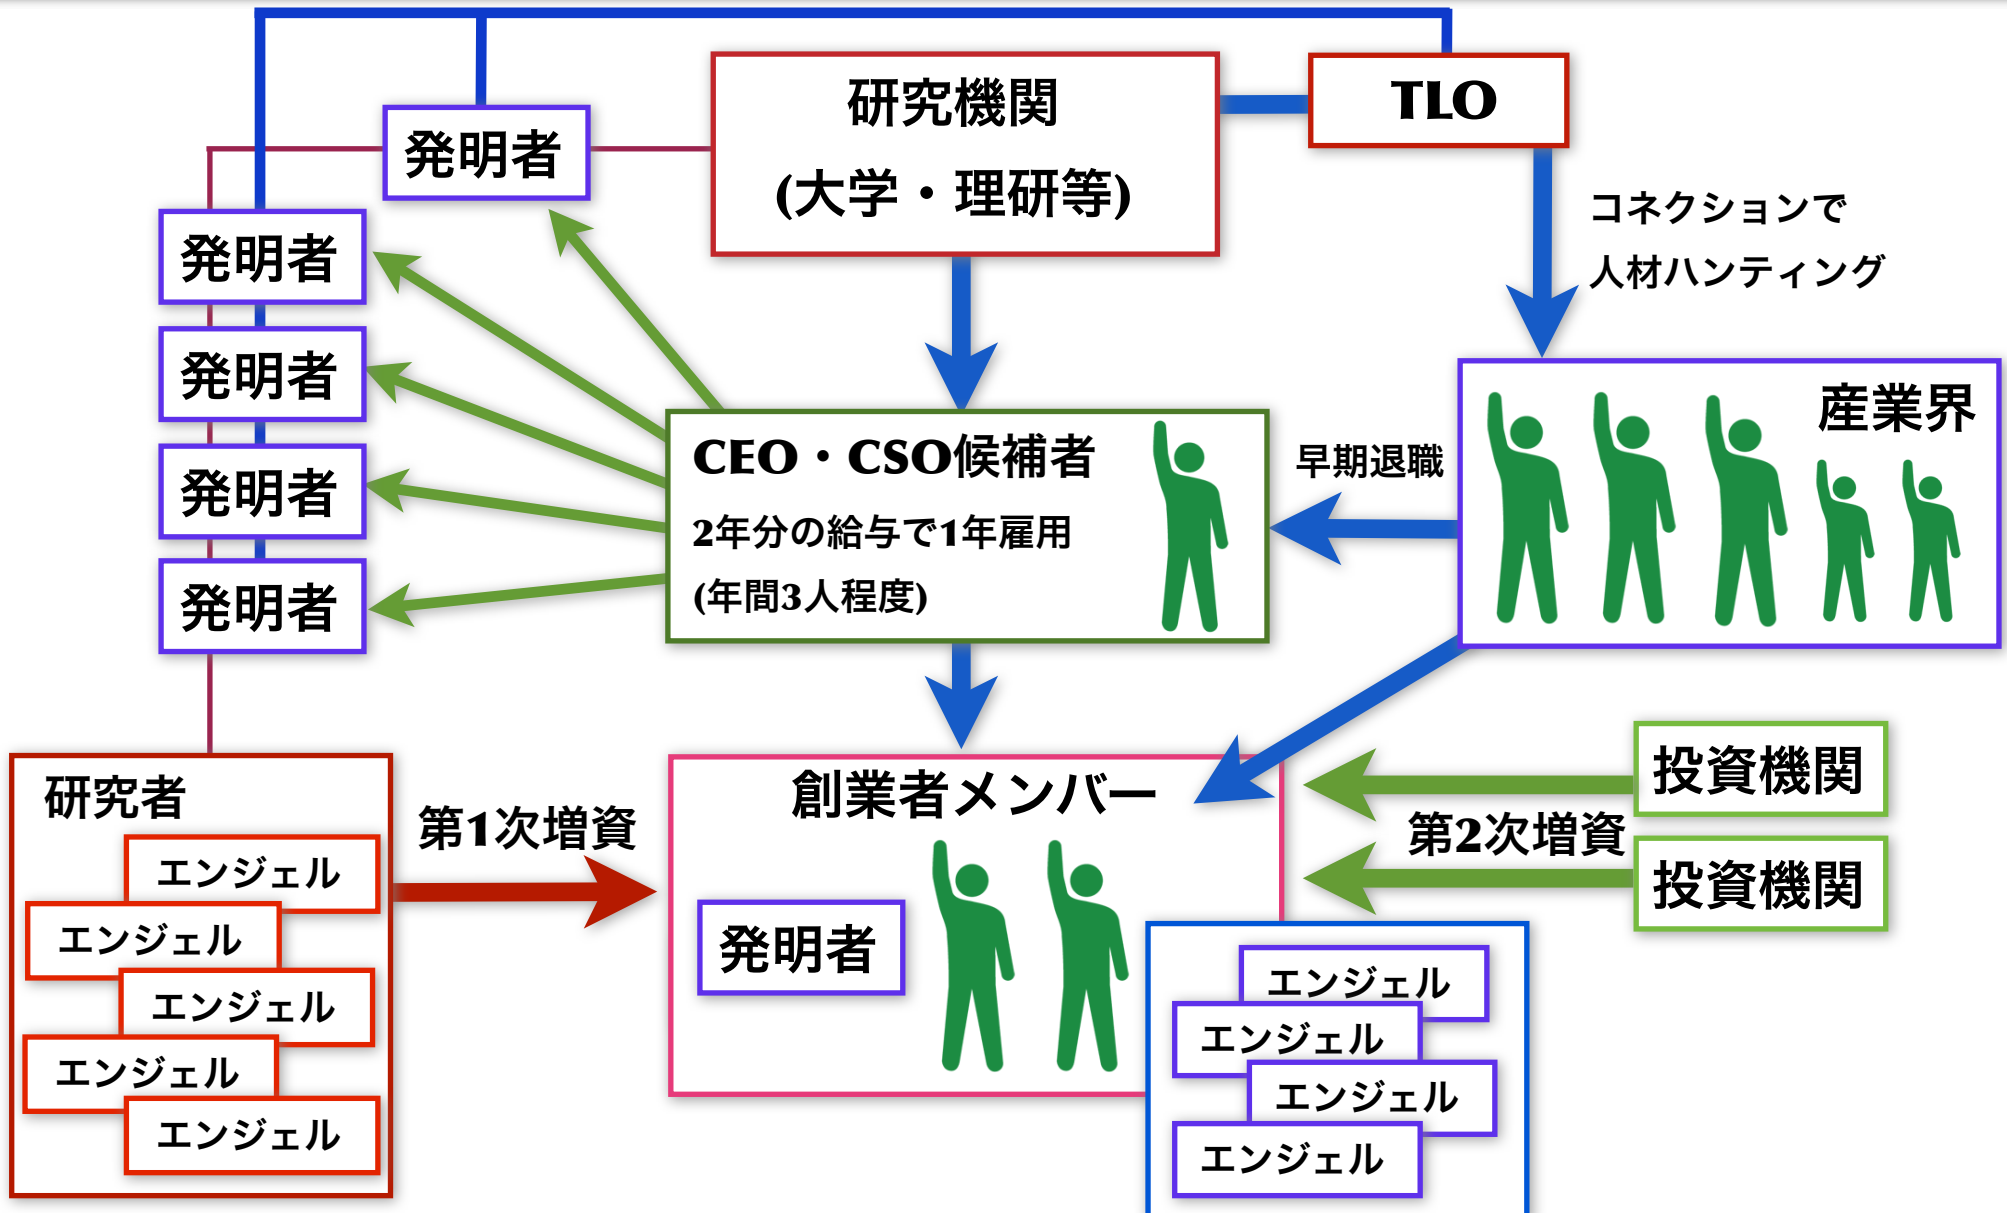 研究機関
(大学・理研等)
TLO
発明者
コネクションで
人材ハンティング
発明者
発明者
発明者
発明者
CEO・CSO候補者
2年分の給与で1年雇用
(年間3人程度)
早期退職
産業界
研究者
エンジェル
エンジェル
エンジェル
エンジェル
エンジェル
第1次増資
創業者メンバー
発明者
第2次増資
投資機関
投資機関
エンジェル
エンジェル
エンジェル
エンジェル